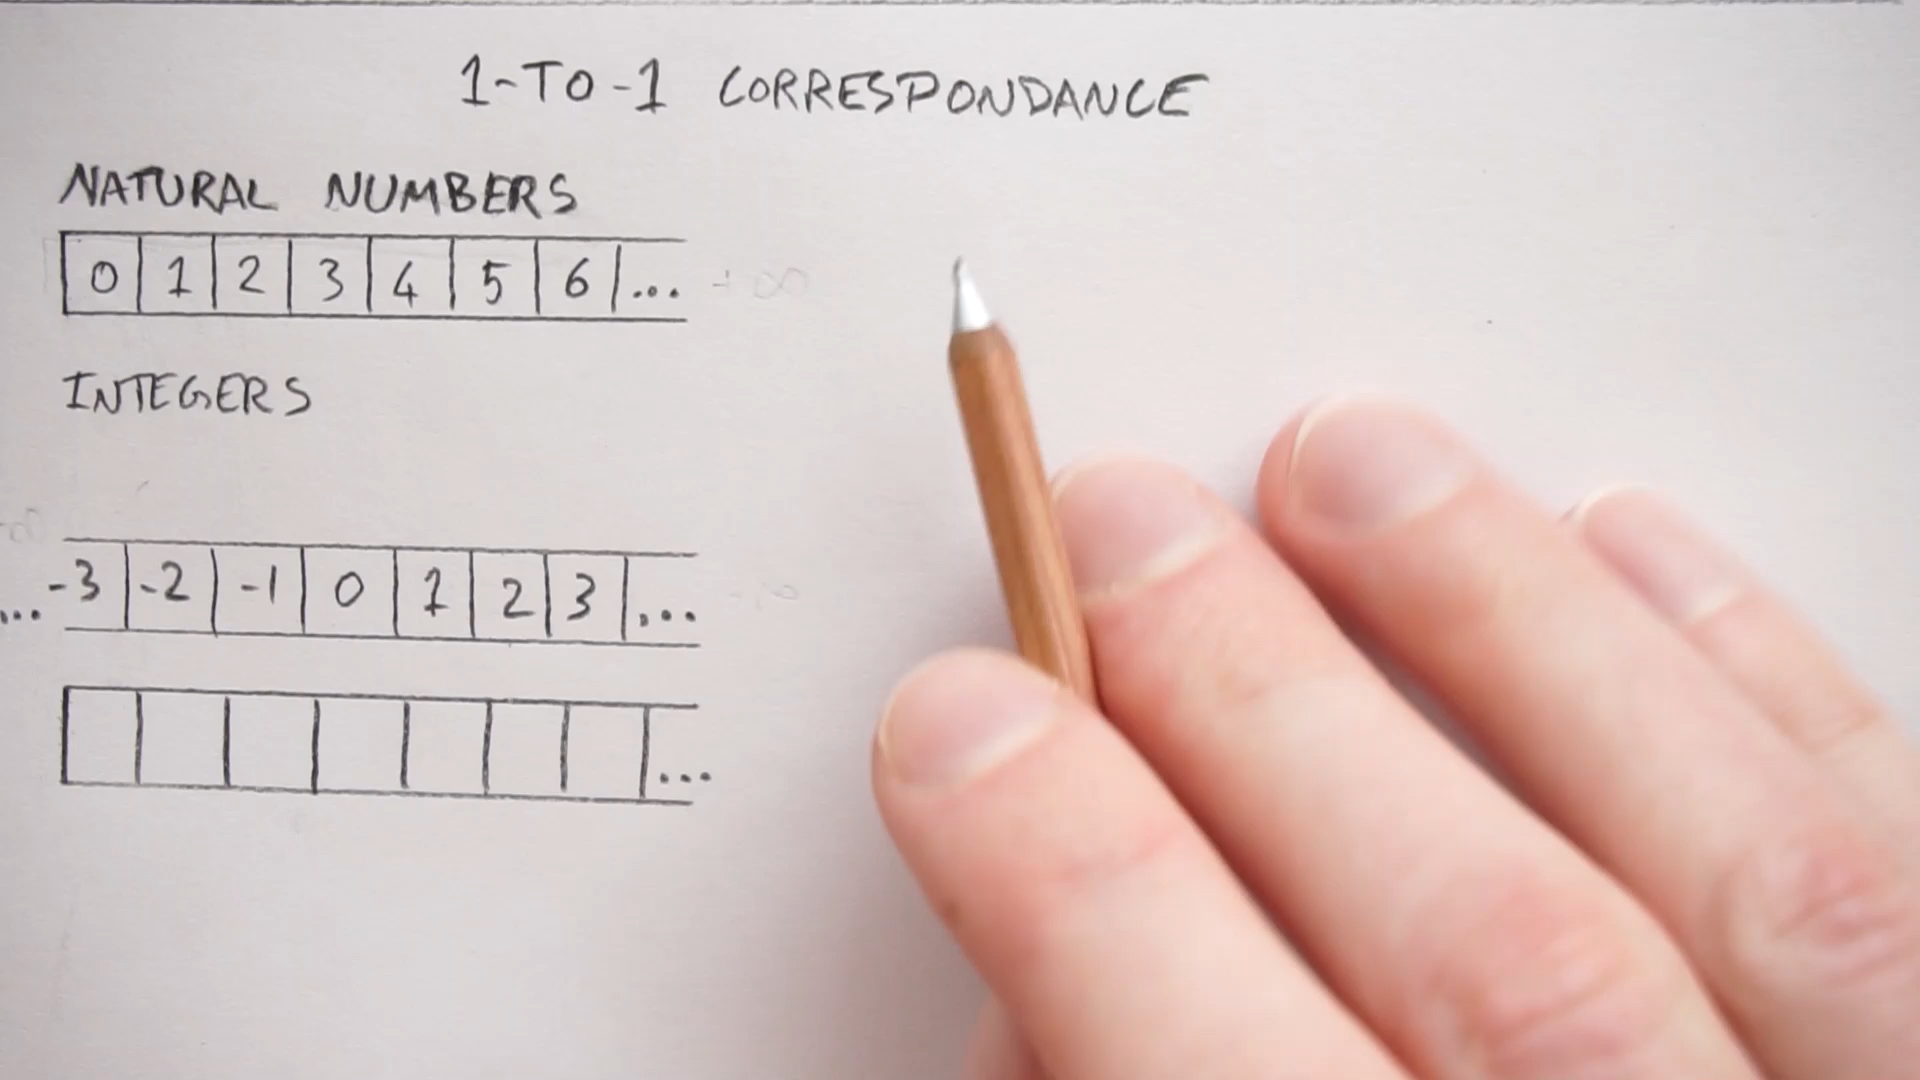 1-TO-1 CORRESPONDANCE
NATURAL NUMBERS
0 1 2 3 4 5 6 ... +∞
INTEGERS
... -3 -2 -1 0 1 2 3 ...
...